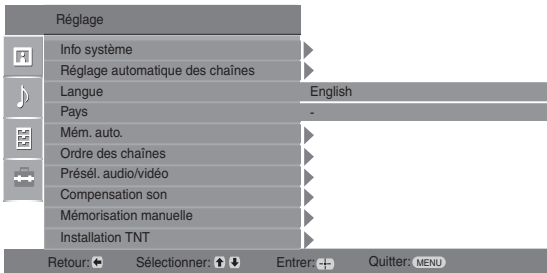 Réglage
Info système
Réglage automatique des chaînes
Langue English
Pays -
Mém. auto.
Ordre des chaînes
Présél. audio/vidéo
Compensation son
Mémorisation manuelle
Installation TNT
Retour: Sélectionner: Entrer: Quitter: MENU